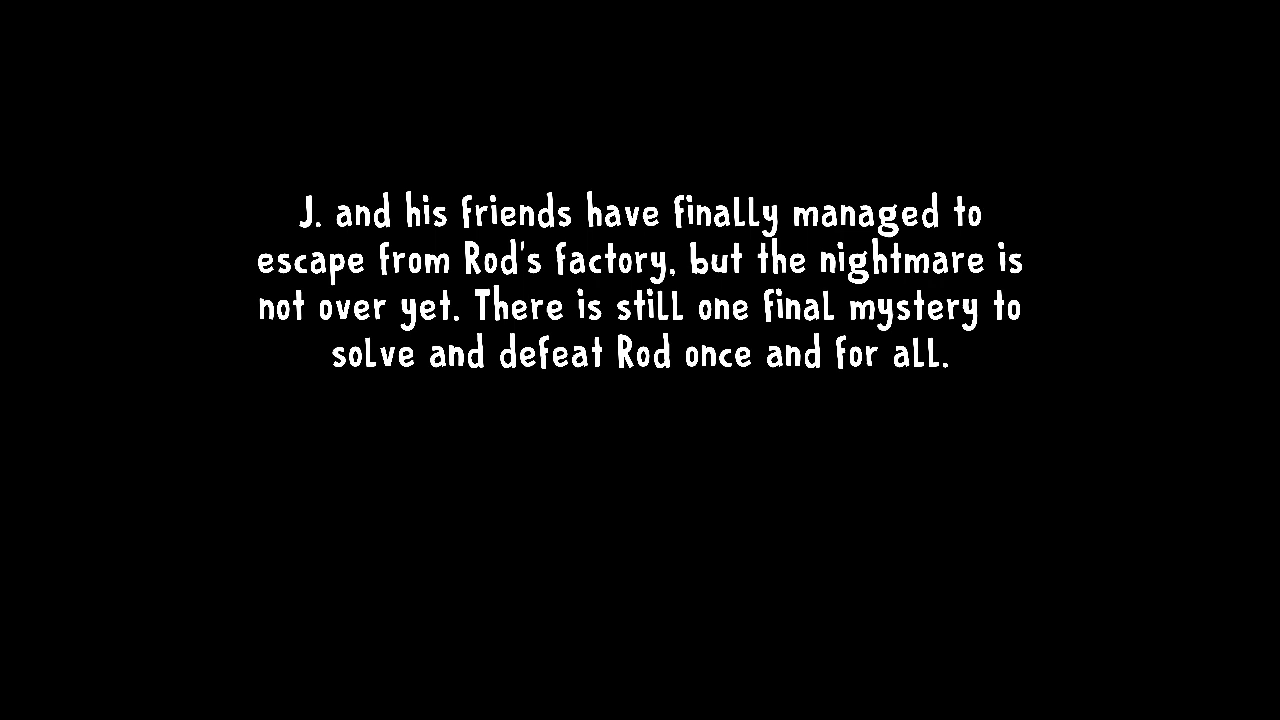 J. and his friends have finally managed to
escape from Rod's factory, but the nightmare is
not over yet. There is still one final mystery to
solve and defeat Rod once and for all.